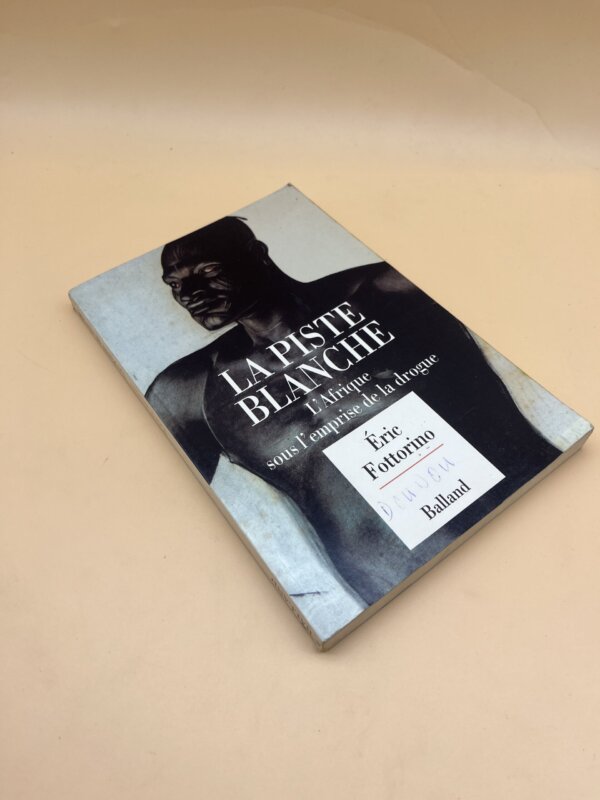 LA PISTE
BLANCHE
L'Afrique
sous l'emprise de la drogue
Éric
Fottorino
Balland